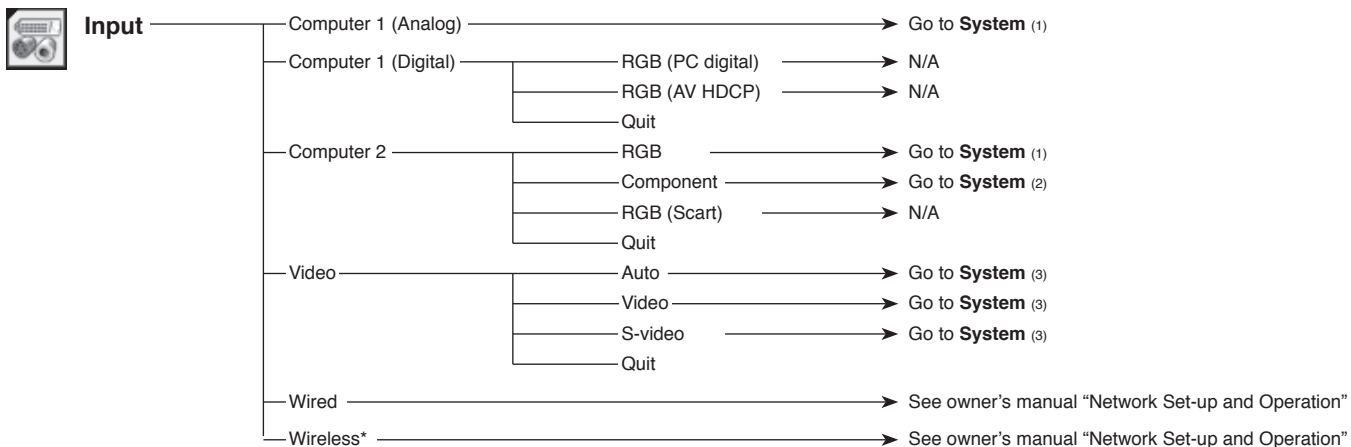 Input Computer 1 (Analog) Go to System (1)
Computer 1 (Digital) RGB (PC digital) N/A
RGB (AV HDCP) N/A
Quit
Computer 2 RGB Go to System (1)
Component Go to System (2)
RGB (Scart) N/A
Quit
Video Auto Go to System (3)
Video Go to System (3)
S-video Go to System (3)
Quit
Wired See owner’s manual “Network Set-up and Operation”
Wireless* See owner’s manual “Network Set-up and Operation”